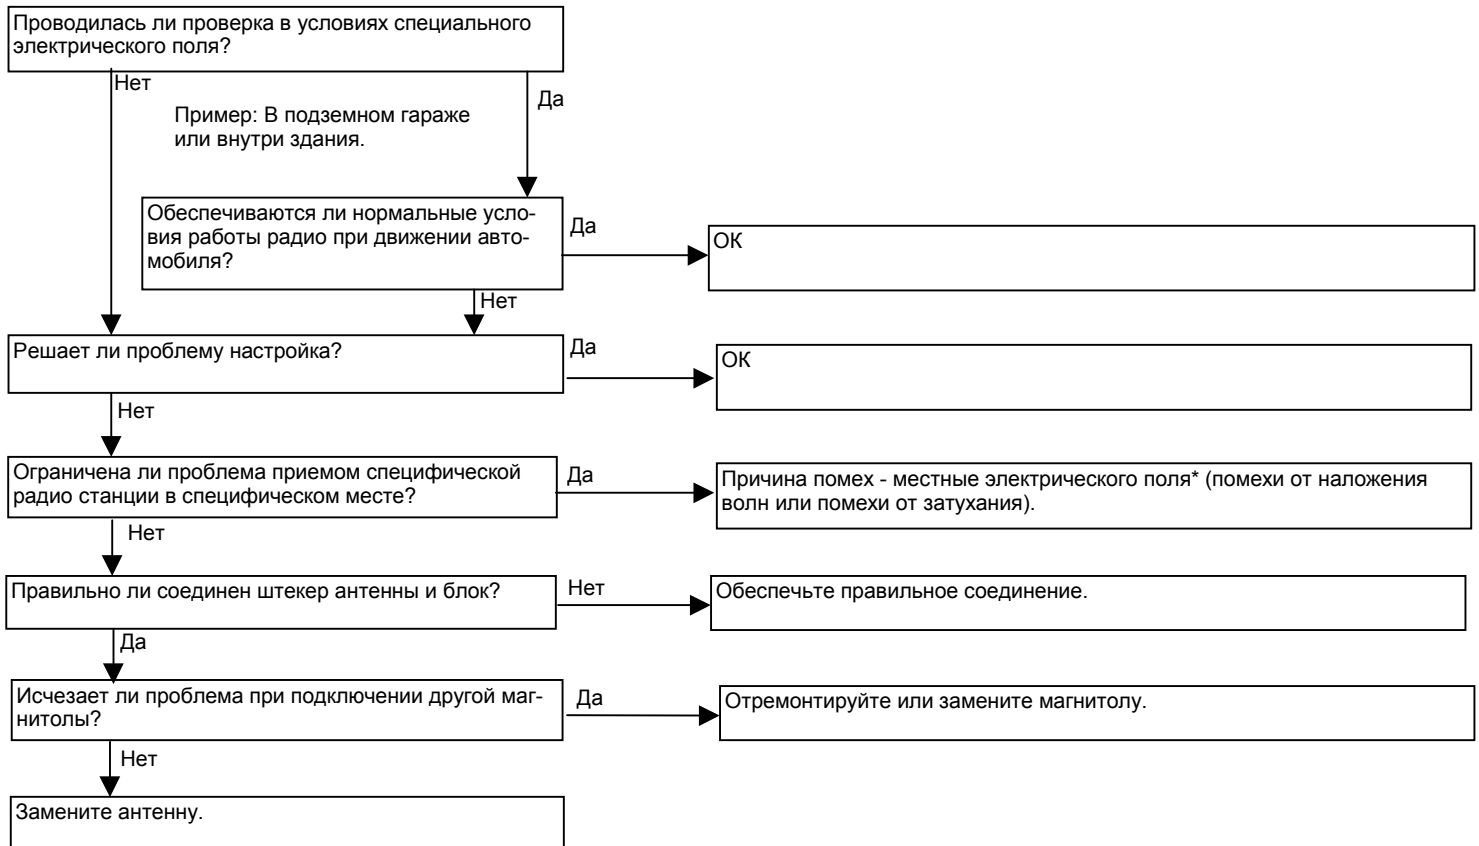 Проводилась ли проверка в условиях специального
электрического поля?
Нет
Да
Пример: В подземном гараже
или внутри здания.
Обеспечиваются ли нормальные усло-
вия работы радио при движении авто-
мобиля?
Да
ОК
Нет
Решает ли проблему настройка?
Да
ОК
Нет
Ограничена ли проблема приемом специфической
радио станции в специфическом месте?
Да
Причина помех - местные электрического поля* (помехи от наложения
волн или помехи от затухания).
Нет
Правильно ли соединен штекер антенны и блок?
Нет
Обеспечьте правильное соединение.
Да
Исчезает ли проблема при подключении другой маг-
нитолы?
Да
Отремонтируйте или замените магнитолу.
Нет
Замените антенну.